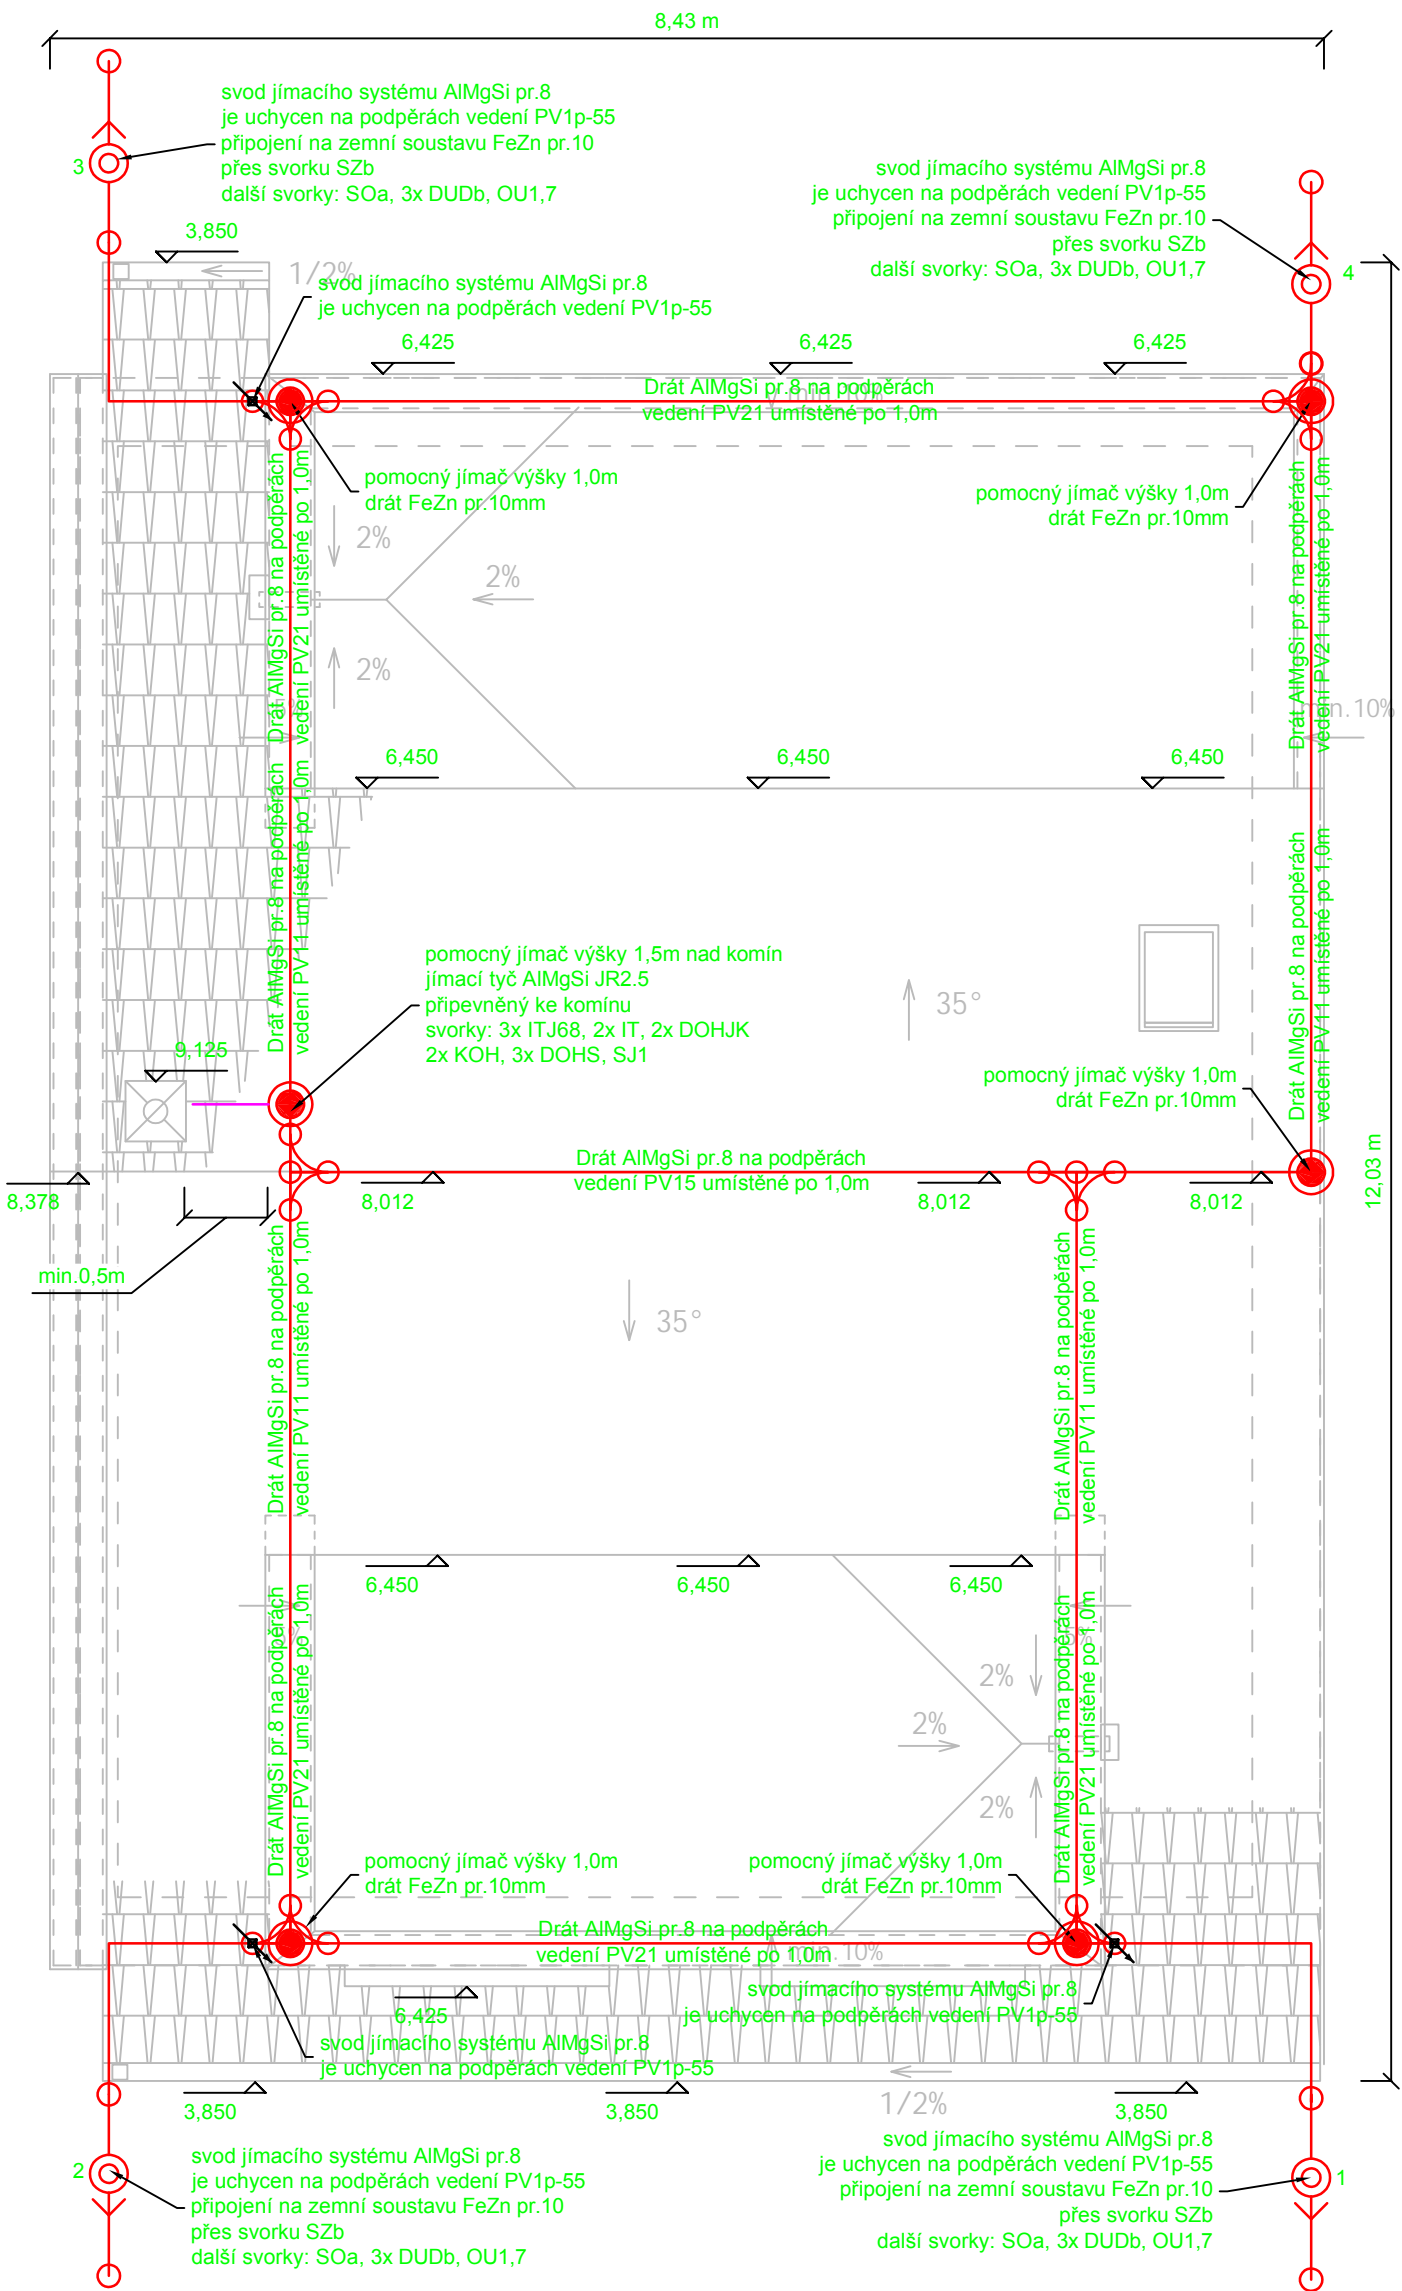 8,43 m
svod jímacího systému AlMgSi pr.8
je uchycen na podpěrách vedení PV1p-55
připojení na zemní soustavu FeZn pr.10
přes svorku SZb
další svorky: SOa, 3x DUDb, OU1,7
3
svod jímacího systému AlMgSi pr.8
je uchycen na podpěrách vedení PV1p-55
připojení na zemní soustavu FeZn pr.10
přes svorku SZb
další svorky: SOa, 3x DUDb, OU1,7
4
3,850
1/2%
svod jímacího systému AlMgSi pr.8
je uchycen na podpěrách vedení PV1p-55
6,425
6,425
6,425
Drát AlMgSi pr.8 na podpěrách
vedení PV21 umístěné po 1,0m
min.10%
pomocný jímač výšky 1,0m
drát FeZn pr.10mm
pomocný jímač výšky 1,0m
drát FeZn pr.10mm
Drát AlMgSi pr.8 na podpěrách
vedení PV21 umístěné po 1,0m
Drát AlMgSi pr.8 na podpěrách
vedení PV21 umístěné po 1,0m
2%
2%
2%
min.10%
6,450
6,450
6,450
Drát AlMgSi pr.8 na podpěrách
vedení PV11 umístěné po 1,0m
Drát AlMgSi pr.8 na podpěrách
vedení PV11 umístěné po 1,0m
pomocný jímač výšky 1,5m nad komín
jímací tyč AlMgSi JR2.5
připevněný ke komínu
svorky: 3x ITJ68, 2x IT, 2x DOHJK
2x KOH, 3x DOHS, SJ1
35°
9,125
pomocný jímač výšky 1,0m
drát FeZn pr.10mm
12,03 m
Drát AlMgSi pr.8 na podpěrách
vedení PV15 umístěné po 1,0m
8,378
8,012
8,012
8,012
min.0,5m
35°
Drát AlMgSi pr.8 na podpěrách
vedení PV11 umístěné po 1,0m
Drát AlMgSi pr.8 na podpěrách
vedení PV11 umístěné po 1,0m
6,450
6,450
6,450
Drát AlMgSi pr.8 na podpěrách
vedení PV21 umístěné po 1,0m
Drát AlMgSi pr.8 na podpěrách
vedení PV21 umístěné po 1,0m
2%
2%
2%
pomocný jímač výšky 1,0m
drát FeZn pr.10mm
pomocný jímač výšky 1,0m
drát FeZn pr.10mm
Drát AlMgSi pr.8 na podpěrách
vedení PV21 umístěné po 1,0m
min.10%
svod jímacího systému AlMgSi pr.8
je uchycen na podpěrách vedení PV1p-55
6,425
svod jímacího systému AlMgSi pr.8
je uchycen na podpěrách vedení PV1p-55
1/2%
3,850
3,850
3,850
2
svod jímacího systému AlMgSi pr.8
je uchycen na podpěrách vedení PV1p-55
připojení na zemní soustavu FeZn pr.10
přes svorku SZb
další svorky: SOa, 3x DUDb, OU1,7
svod jímacího systému AlMgSi pr.8
je uchycen na podpěrách vedení PV1p-55
připojení na zemní soustavu FeZn pr.10
přes svorku SZb
další svorky: SOa, 3x DUDb, OU1,7
1